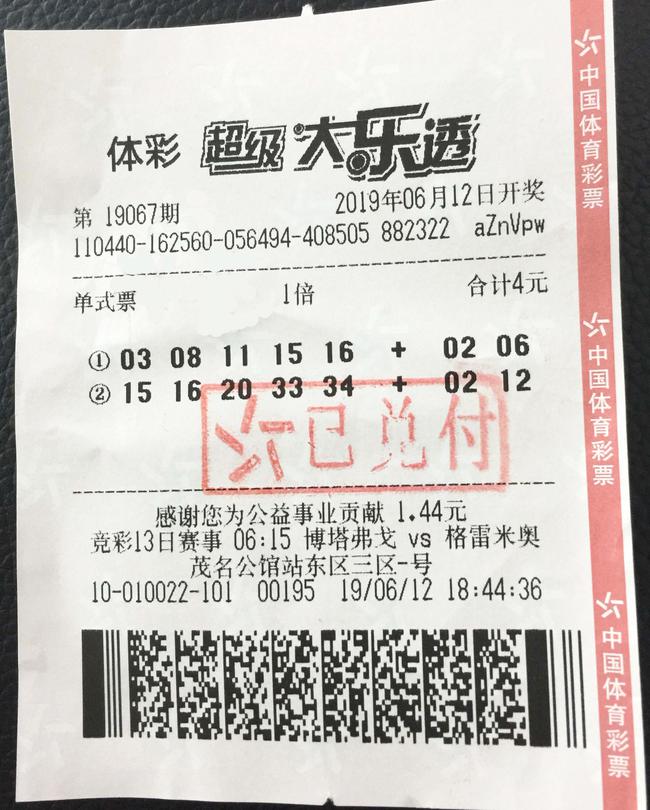 体彩 超级大乐透
第 19067期 2019年06月12日开奖
110440-162560-056494-408505 882322 aZnVpw
单式票 1倍 合计4元
① 03 08 11 15 16 + 02 06
② 15 16 20 33 34 + 02 12
已兑付
感谢您为公益事业贡献 1.44元
竞彩13日赛事 06:15 博塔弗戈 vs 格雷米奥
茂名公馆站东区三区-号
10-010022-101 00195 19/06/12 18:44:36
中国体育彩票
中国体育彩票
中国体育彩票